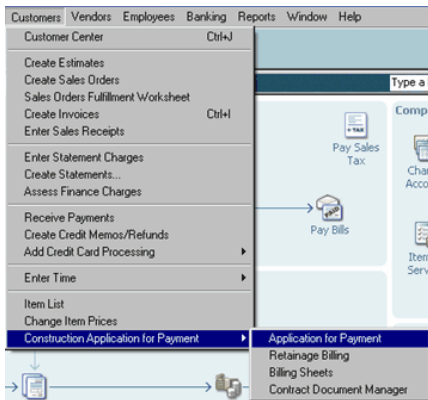 Customers Vendors Employees Banking Reports Window Help
Customer Center Ctrl+J
Create Estimates
Create Sales Orders
Sales Orders Fulfillment Worksheet
Create Invoices Ctrl+I
Enter Sales Receipts
Enter Statement Charges
Create Statements...
Assess Finance Charges
Receive Payments
Create Credit Memos/Refunds
Add Credit Card Processing
Enter Time
Item List
Change Item Prices
Construction Application for Payment
Application for Payment
Retainage Billing
Billing Sheets
Contract Document Manager
Type a
Comp
+ TAX
Pay Sales
Tax
Char
Acco
Pay Bills
Item
Serv